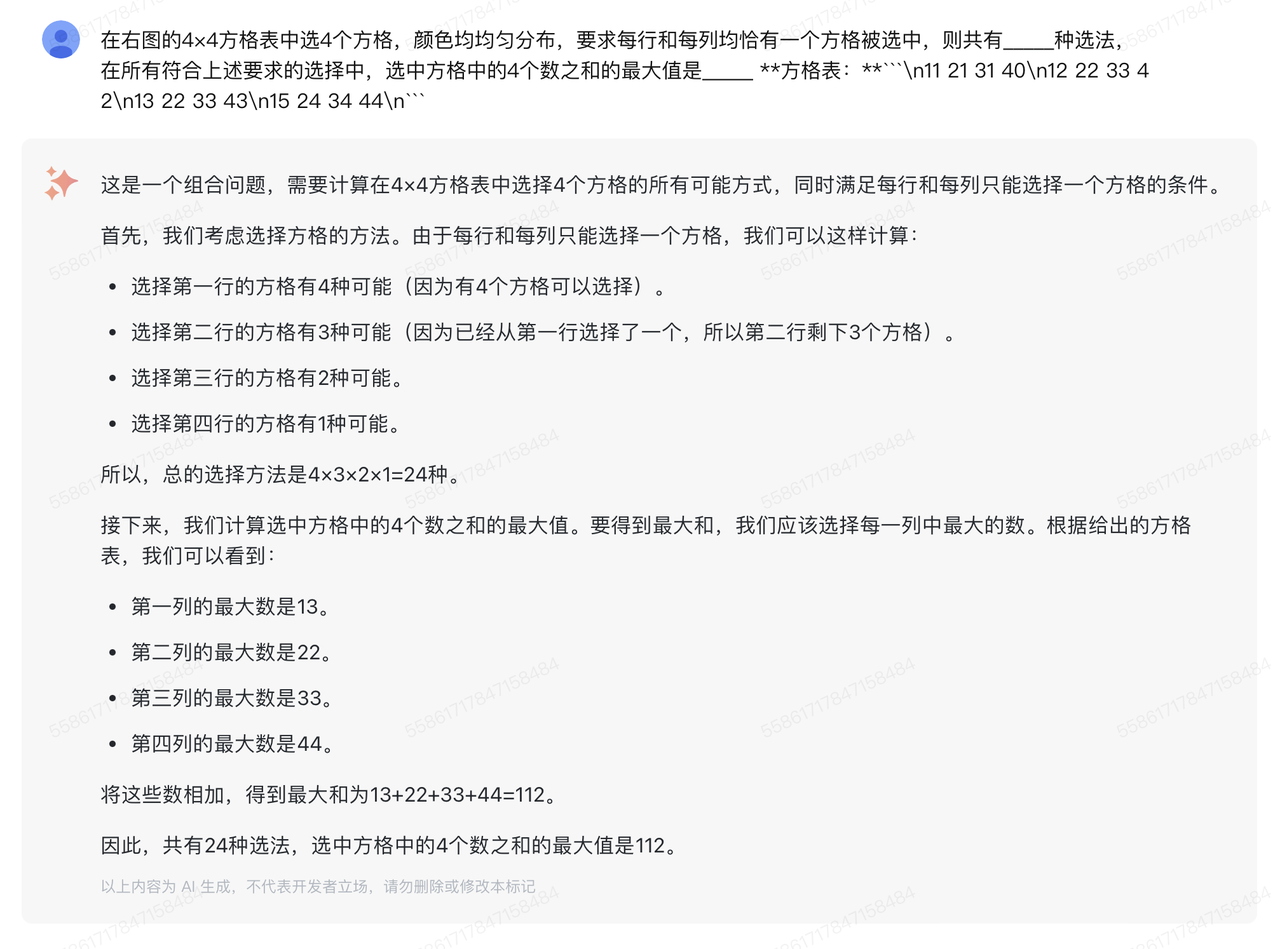 在右图的4×4方格表中选4个方格，颜色均均匀分布，要求每行和每列均恰有一个方格被选中，则共有_____种选法，
在所有符合上述要求的选择中，选中方格中的4个数之和的最大值是_____ **方格表：**```\n11 21 31 40\n12 22 33 4
2\n13 22 33 43\n15 24 34 44\n```
这是一个组合问题，需要计算在4×4方格表中选择4个方格的所有可能方式，同时满足每行和每列只能选择一个方格的条件。
首先，我们考虑选择方格的方法。由于每行和每列只能选择一个方格，我们可以这样计算：
• 选择第一行的方格有4种可能（因为有4个方格可以选择）。
• 选择第二行的方格有3种可能（因为已经从第一行选择了一个，所以第二行剩下3个方格）。
• 选择第三行的方格有2种可能。
• 选择第四行的方格有1种可能。
所以，总的选择方法是4×3×2×1=24种。
接下来，我们计算选中方格中的4个数之和的最大值。要得到最大和，我们应该选择每一列中最大的数。根据给出的方格
表，我们可以看到：
• 第一列的最大数是13。
• 第二列的最大数是22。
• 第三列的最大数是33。
• 第四列的最大数是44。
将这些数相加，得到最大和为13+22+33+44=112。
因此，共有24种选法，选中方格中的4个数之和的最大值是112。
以上内容为 AI 生成，不代表开发者立场，请勿删除或修改本标记
5586171784715848​4